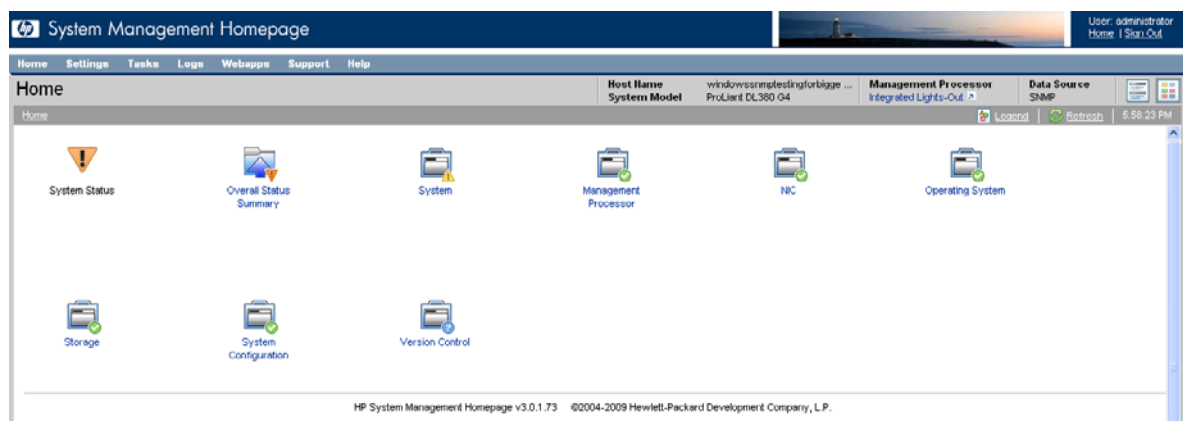 hp System Management Homepage
User: administrator
Home | Sign Out
Home Settings Tasks Logs Webapps Support Help
Home
Host Name windowssnmptestingforbigge ...
System Model ProLiant DL380 G4
Management Processor
Integrated Lights-Out
Data Source
SNMP
Home
Legend | Refresh | 5:58:23 PM
System Status
Overall Status
Summary
System
Management
Processor
NIC
Operating System
Storage
System
Configuration
Version Control
HP System Management Homepage v3.0.1.73 ©2004-2009 Hewlett-Packard Development Company, L.P.